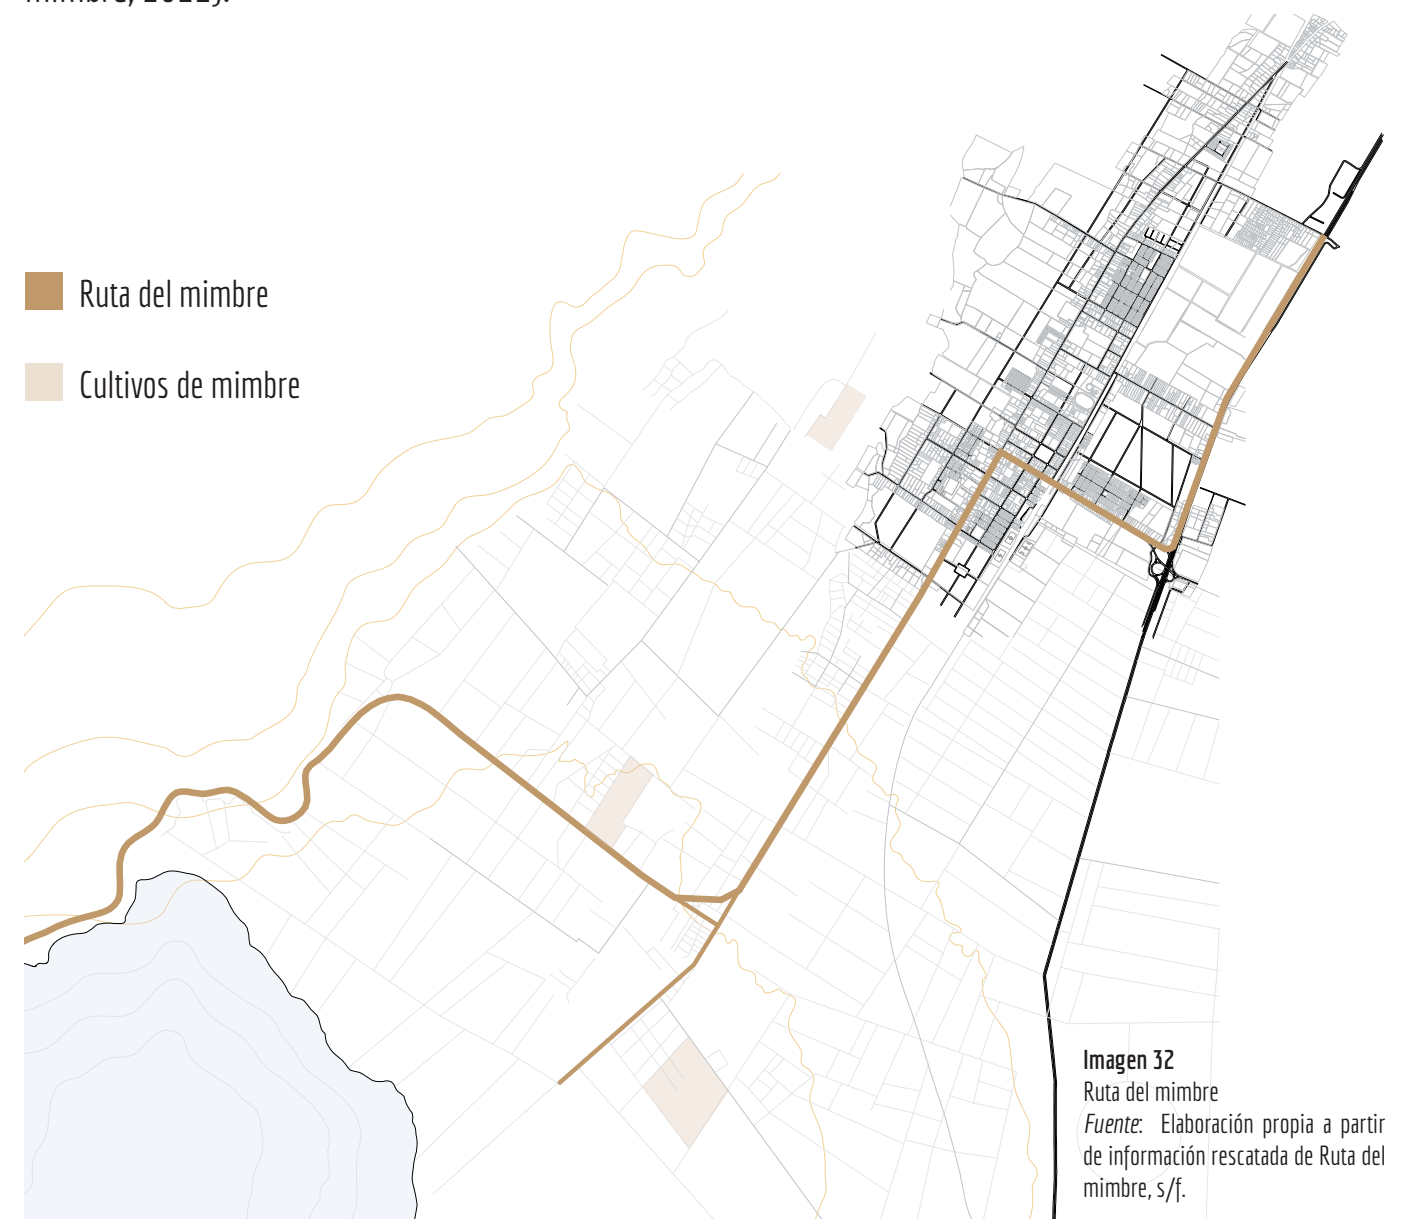 Ruta del mimbre
Cultivos de mimbre
Imagen 32
Ruta del mimbre
Fuente: Elaboración propia a partir
de información rescatada de Ruta del
mimbre, s/f.